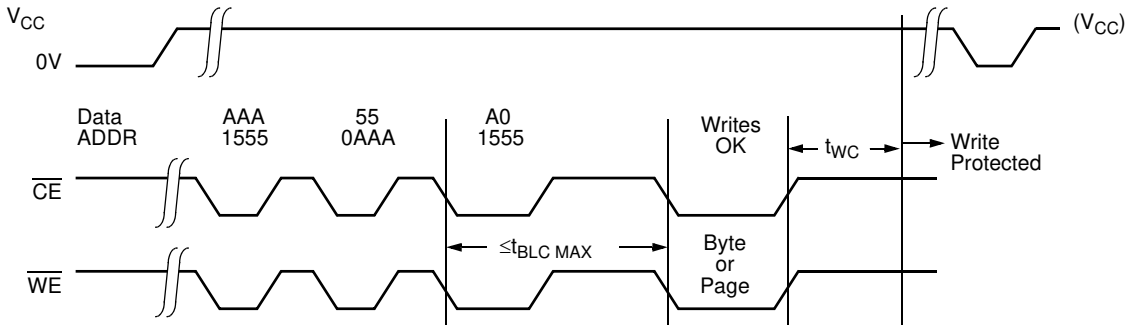 VCC
(VCC)
0V
Data AAA 55 A0 Writes
ADDR 1555 0AAA 1555 OK
tWC
Write
Protected
CE
≤tBLC MAX
Byte
or
Page
WE